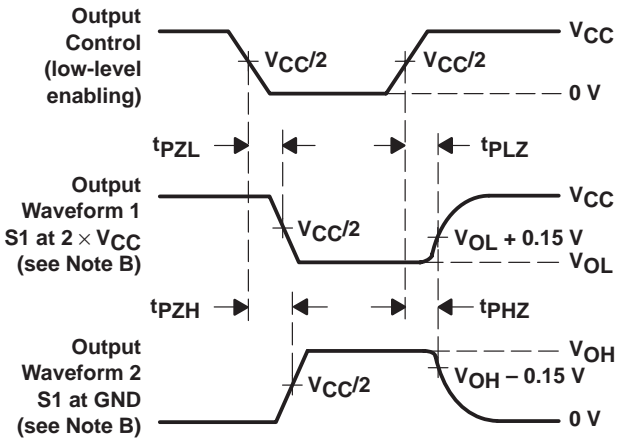 Output
Control
(low-level
enabling)
VCC/2
VCC/2
VCC
0 V
tPZL
tPLZ
Output
Waveform 1
S1 at 2 × VCC
(see Note B)
VCC/2
VCC
VOL + 0.15 V
VOL
tPZH
tPHZ
Output
Waveform 2
S1 at GND
(see Note B)
VCC/2
VOH
VOH – 0.15 V
0 V